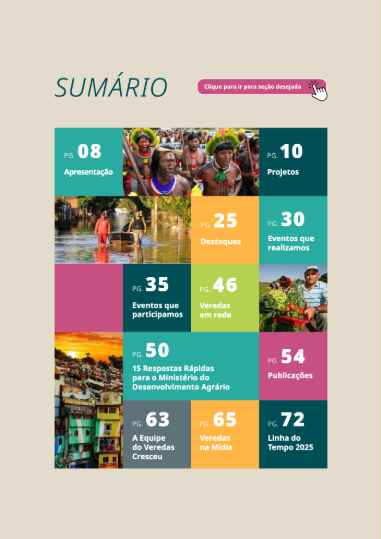 SUMÁRIO
Clique para ir para seção desejada
PG. 08
Apresentação
PG. 10
Projetos
PG. 25
Destaques
PG. 30
Eventos que
realizamos
PG. 35
Eventos que
participamos
PG. 46
Veredas
em rede
PG. 50
15 Respostas Rápidas
para o Ministério do
Desenvolvimento Agrário
PG. 54
Publicações
PG. 63
A Equipe
do Veredas
Cresceu
PG. 65
Veredas
na Mídia
PG. 72
Linha do
Tempo 2025